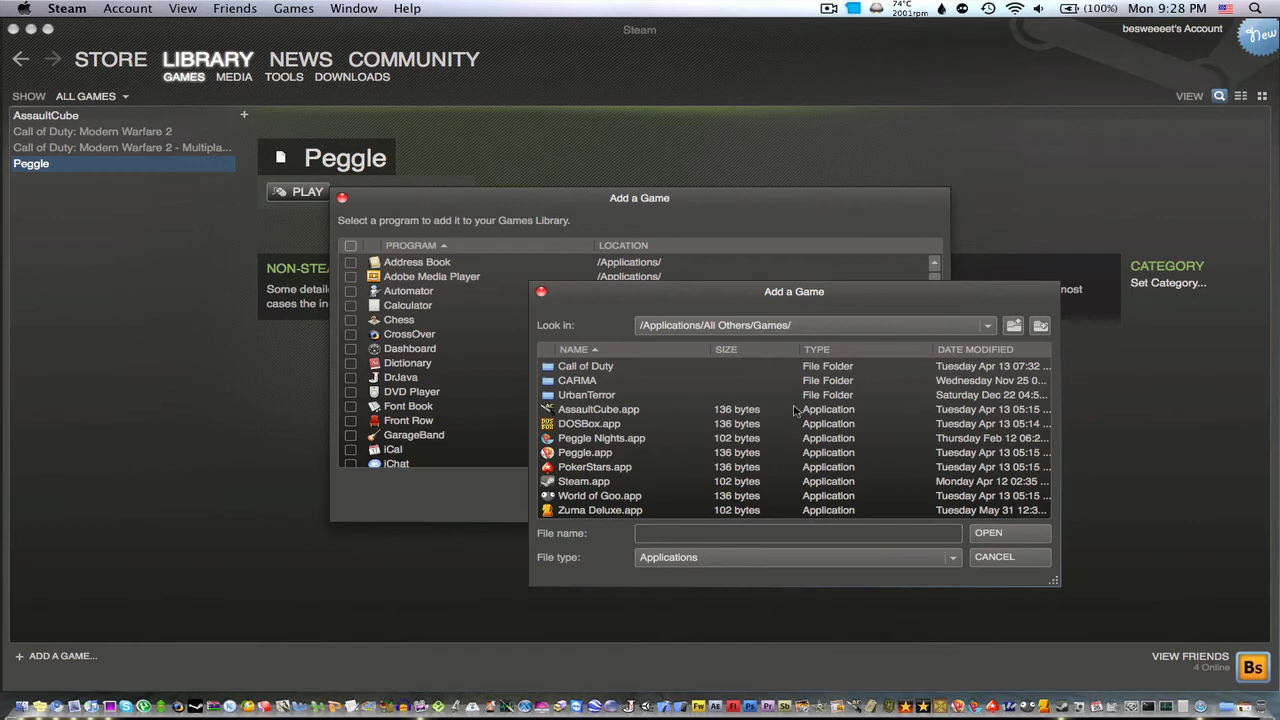 Steam Account View Friends Games Window Help 74°C 2001rpm (100%) Mon 9:28 PM
Steam
besweeeet's Account
New
STORE LIBRARY NEWS COMMUNITY
GAMES MEDIA TOOLS DOWNLOADS
SHOW ALL GAMES VIEW
AssaultCube +
Call of Duty: Modern Warfare 2
Call of Duty: Modern Warfare 2 - Multipla...
Peggle
Peggle
PLAY
Add a Game
Select a program to add it to your Games Library.
PROGRAM LOCATION
Address Book /Applications/
Adobe Media Player /Applications/
Automator
Calculator
Chess
CrossOver
Dashboard
Dictionary
DrJava
DVD Player
Font Book
Front Row
GarageBand
iCal
iChat
NON-STE
Some detail
cases the in
most
CATEGORY
Set Category...
Add a Game
Look in: /Applications/All Others/Games/
NAME SIZE TYPE DATE MODIFIED
Call of Duty File Folder Tuesday Apr 13 07:32 ...
CARMA File Folder Wednesday Nov 25 0...
UrbanTerror File Folder Saturday Dec 22 04:5...
AssaultCube.app 136 bytes Application Tuesday Apr 13 05:15 ...
DOSBox.app 136 bytes Application Tuesday Apr 13 05:14 ...
Peggle Nights.app 102 bytes Application Thursday Feb 12 06:2...
Peggle.app 136 bytes Application Tuesday Apr 13 05:15 ...
PokerStars.app 136 bytes Application Tuesday Apr 13 05:15 ...
Steam.app 102 bytes Application Monday Apr 12 02:35 ...
World of Goo.app 136 bytes Application Tuesday Apr 13 05:15 ...
Zuma Deluxe.app 102 bytes Application Tuesday May 31 12:3...
File name: OPEN
File type: Applications CANCEL
+ ADD A GAME...
VIEW FRIENDS
4 Online
Bs